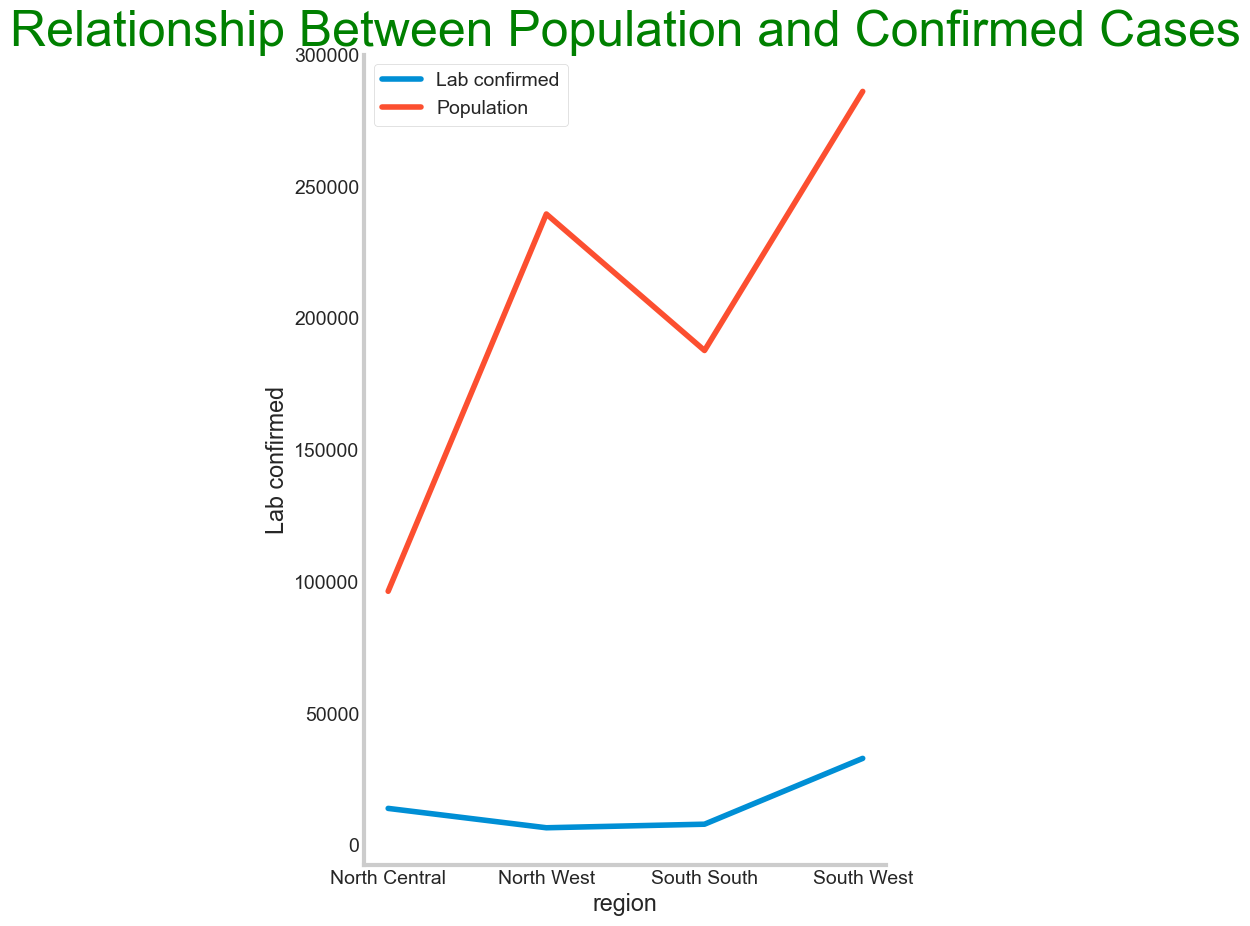 Relationship Between Population and Confirmed Cases
Lab confirmed
Population
300000
250000
200000
150000
100000
50000
0
Lab confirmed
North Central North West South South South West
region